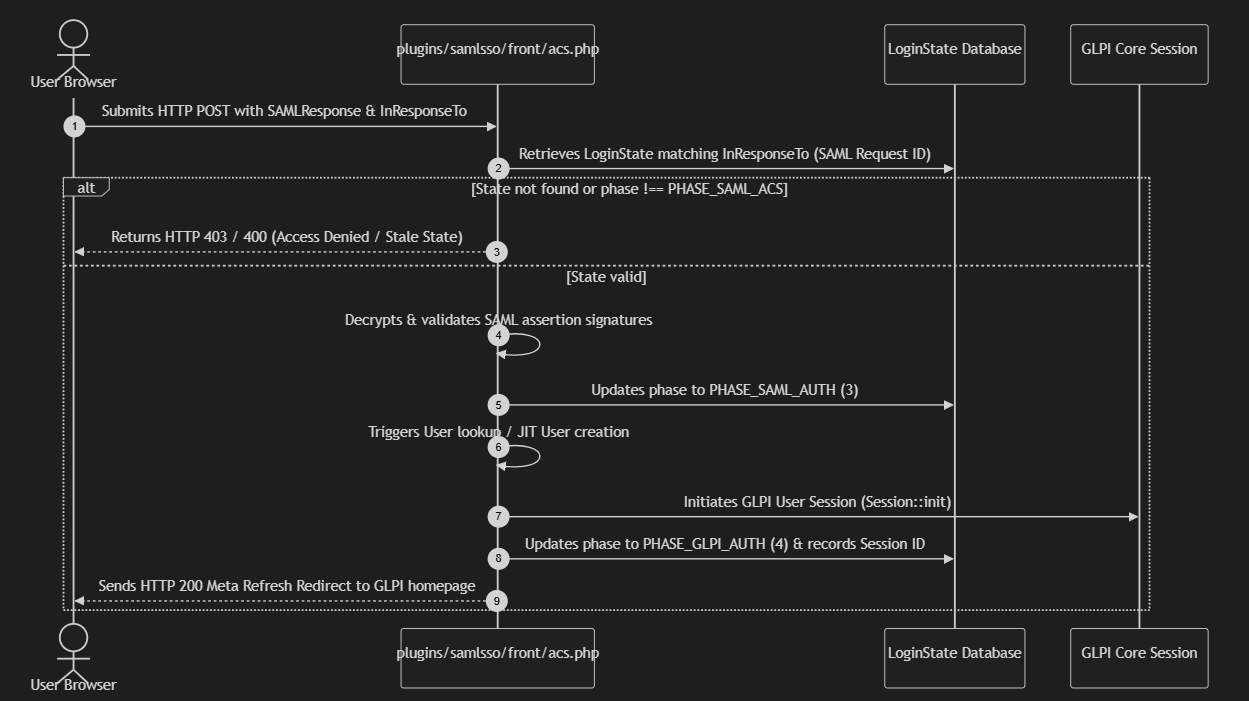 User Browser
plugins/samlsso/front/acs.php
LoginState Database
GLPI Core Session
1
Submits HTTP POST with SAMLResponse & InResponseTo
2
Retrieves LoginState matching InResponseTo (SAML Request ID)
alt
[State not found or phase !== PHASE_SAML_ACS]
Returns HTTP 403 / 400 (Access Denied / Stale State)
3
[State valid]
Decrypts & validates SAML assertion signatures
4
Updates phase to PHASE_SAML_AUTH (3)
5
Triggers User lookup / JIT User creation
6
Initiates GLPI User Session (Session::init)
7
Updates phase to PHASE_GLPI_AUTH (4) & records Session ID
8
Sends HTTP 200 Meta Refresh Redirect to GLPI homepage
9
User Browser
plugins/samlsso/front/acs.php
LoginState Database
GLPI Core Session